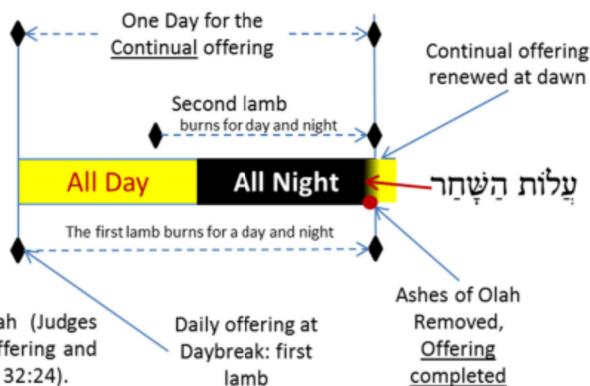 One Day for the
Continual offering
Continual offering
renewed at dawn
Second lamb
burns for day and night
All Day
All Night
עֲלוֹת הַשָּׁחַר
The first lamb burns for a day and night
Ashes of Olah
Removed,
Offering
completed
Daily offering at
Daybreak: first
lamb
ah (Judges
ffering and
32:24).